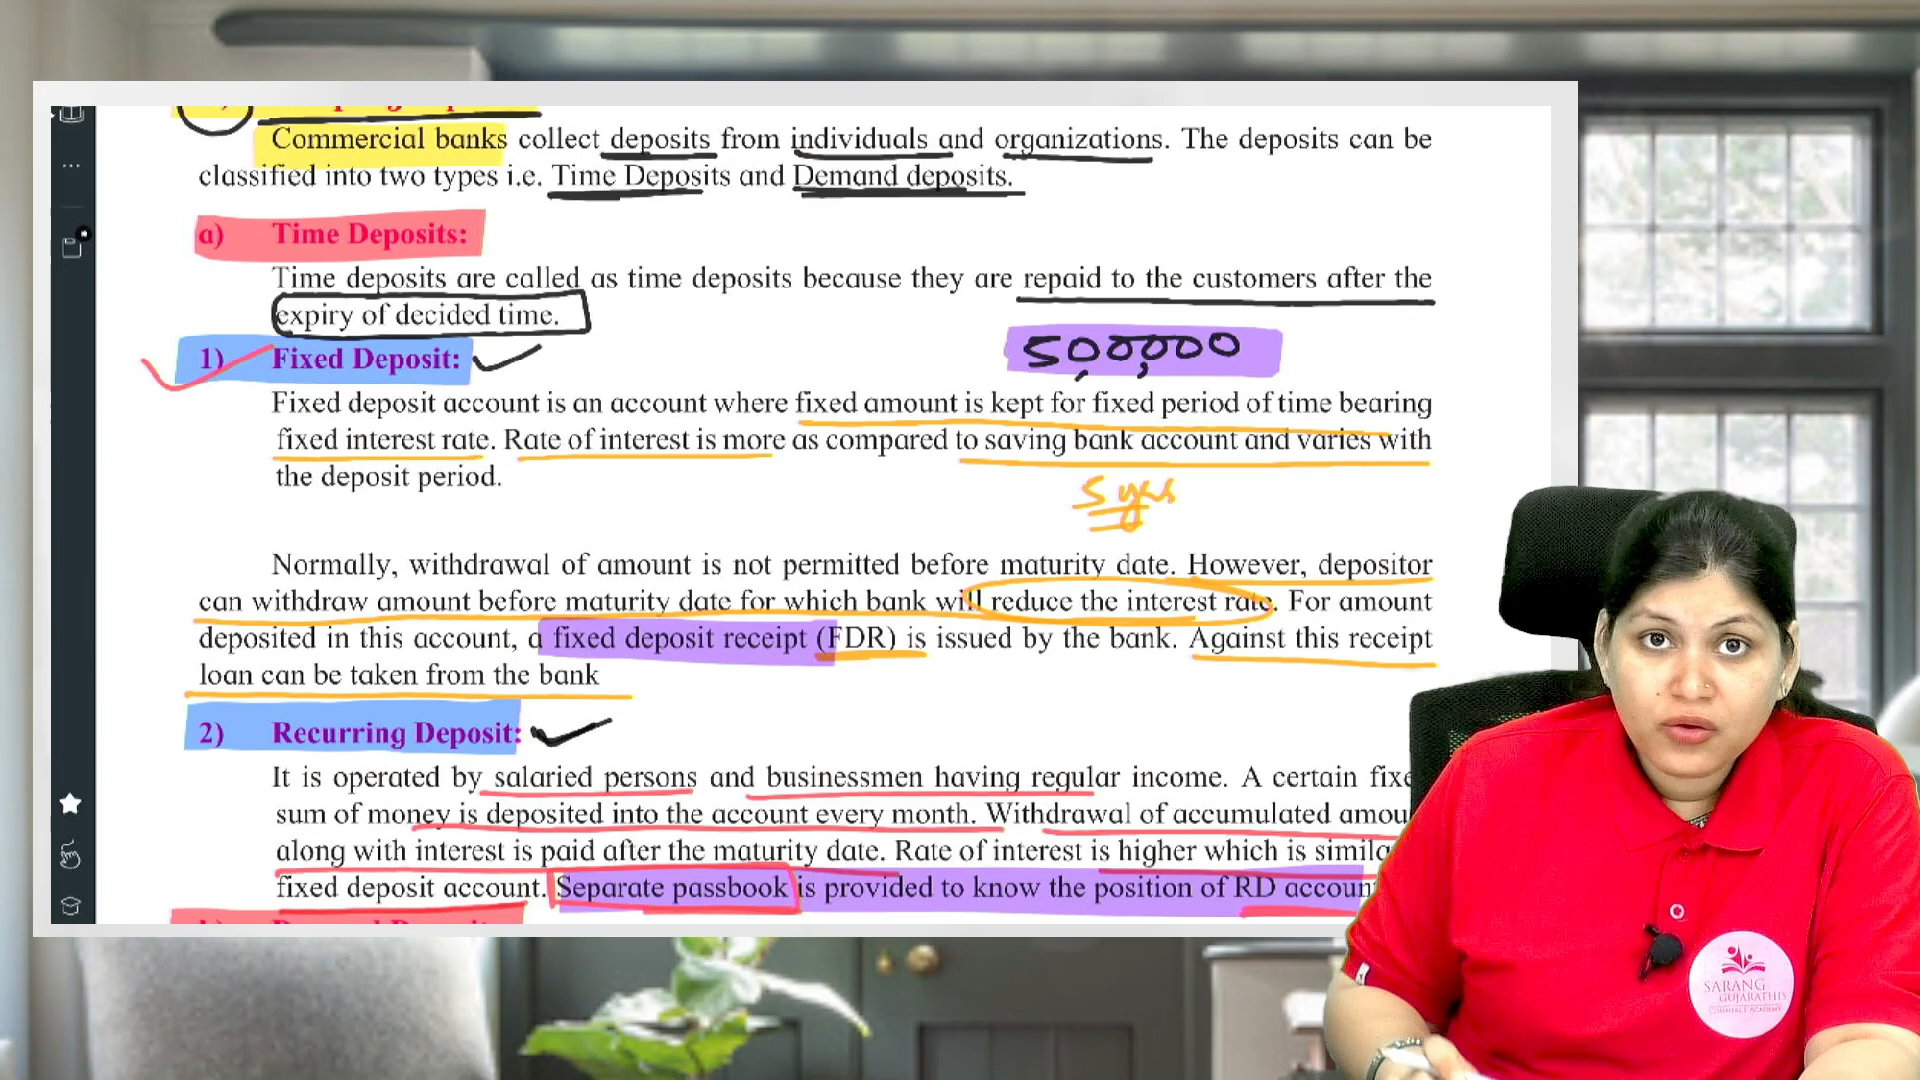 Commercial banks collect deposits from individuals and organizations. The deposits can be
classified into two types i.e. Time Deposits and Demand deposits.
a) Time Deposits:
Time deposits are called as time deposits because they are repaid to the customers after the
expiry of decided time.
500,000
1) Fixed Deposit:
Fixed deposit account is an account where fixed amount is kept for fixed period of time bearing
fixed interest rate. Rate of interest is more as compared to saving bank account and varies with
the deposit period.
5 yrs
Normally, withdrawal of amount is not permitted before maturity date. However, depositor
can withdraw amount before maturity date for which bank will reduce the interest rate. For amount
deposited in this account, a fixed deposit receipt (FDR) is issued by the bank. Against this receipt
loan can be taken from the bank
2) Recurring Deposit:
It is operated by salaried persons and businessmen having regular income. A certain fixe
sum of money is deposited into the account every month. Withdrawal of accumulated amou
along with interest is paid after the maturity date. Rate of interest is higher which is simila
fixed deposit account. Separate passbook is provided to know the position of RD accoun
SARANG
GUJARATHIS
COMMERCE ACADEMY